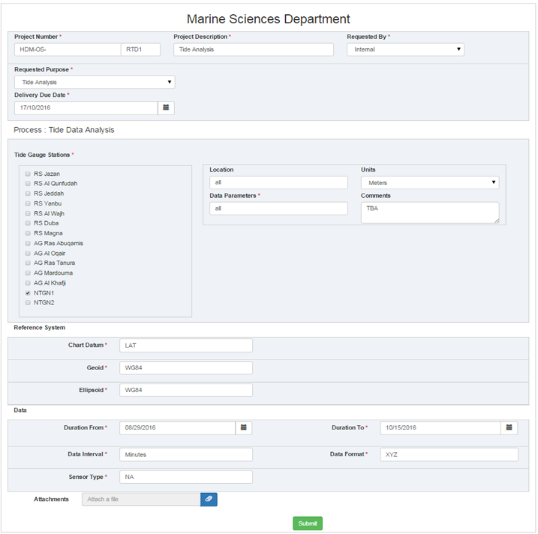 Marine Sciences Department
Project Number * Project Description * Requested By *
HDM-OS- RTD1 Tide Analysis Internal
Requested Purpose *
Tide Analysis
Delivery Due Date *
17/10/2016
Process : Tide Data Analysis
Tide Gauge Stations *
RS Jazan
RS Al Qunfudah
RS Jeddah
RS Yanbu
RS Al Wajh
RS Duba
RS Magna
AG Ras Abuqamis
AG Al Oqair
AG Ras Tanura
AG Mardouma
AG Al Khafji
NTGN1
NTGN2
Location Units
all Meters
Data Parameters * Comments
all TBA
Reference System
Chart Datum * LAT
Geoid * WG84
Ellipsoid * WG84
Data
Duration From * 08/29/2016 Duration To * 10/15/2016
Data Interval * Minutes Data Format * XYZ
Sensor Type * NA
Attachments Attach a file
Submit